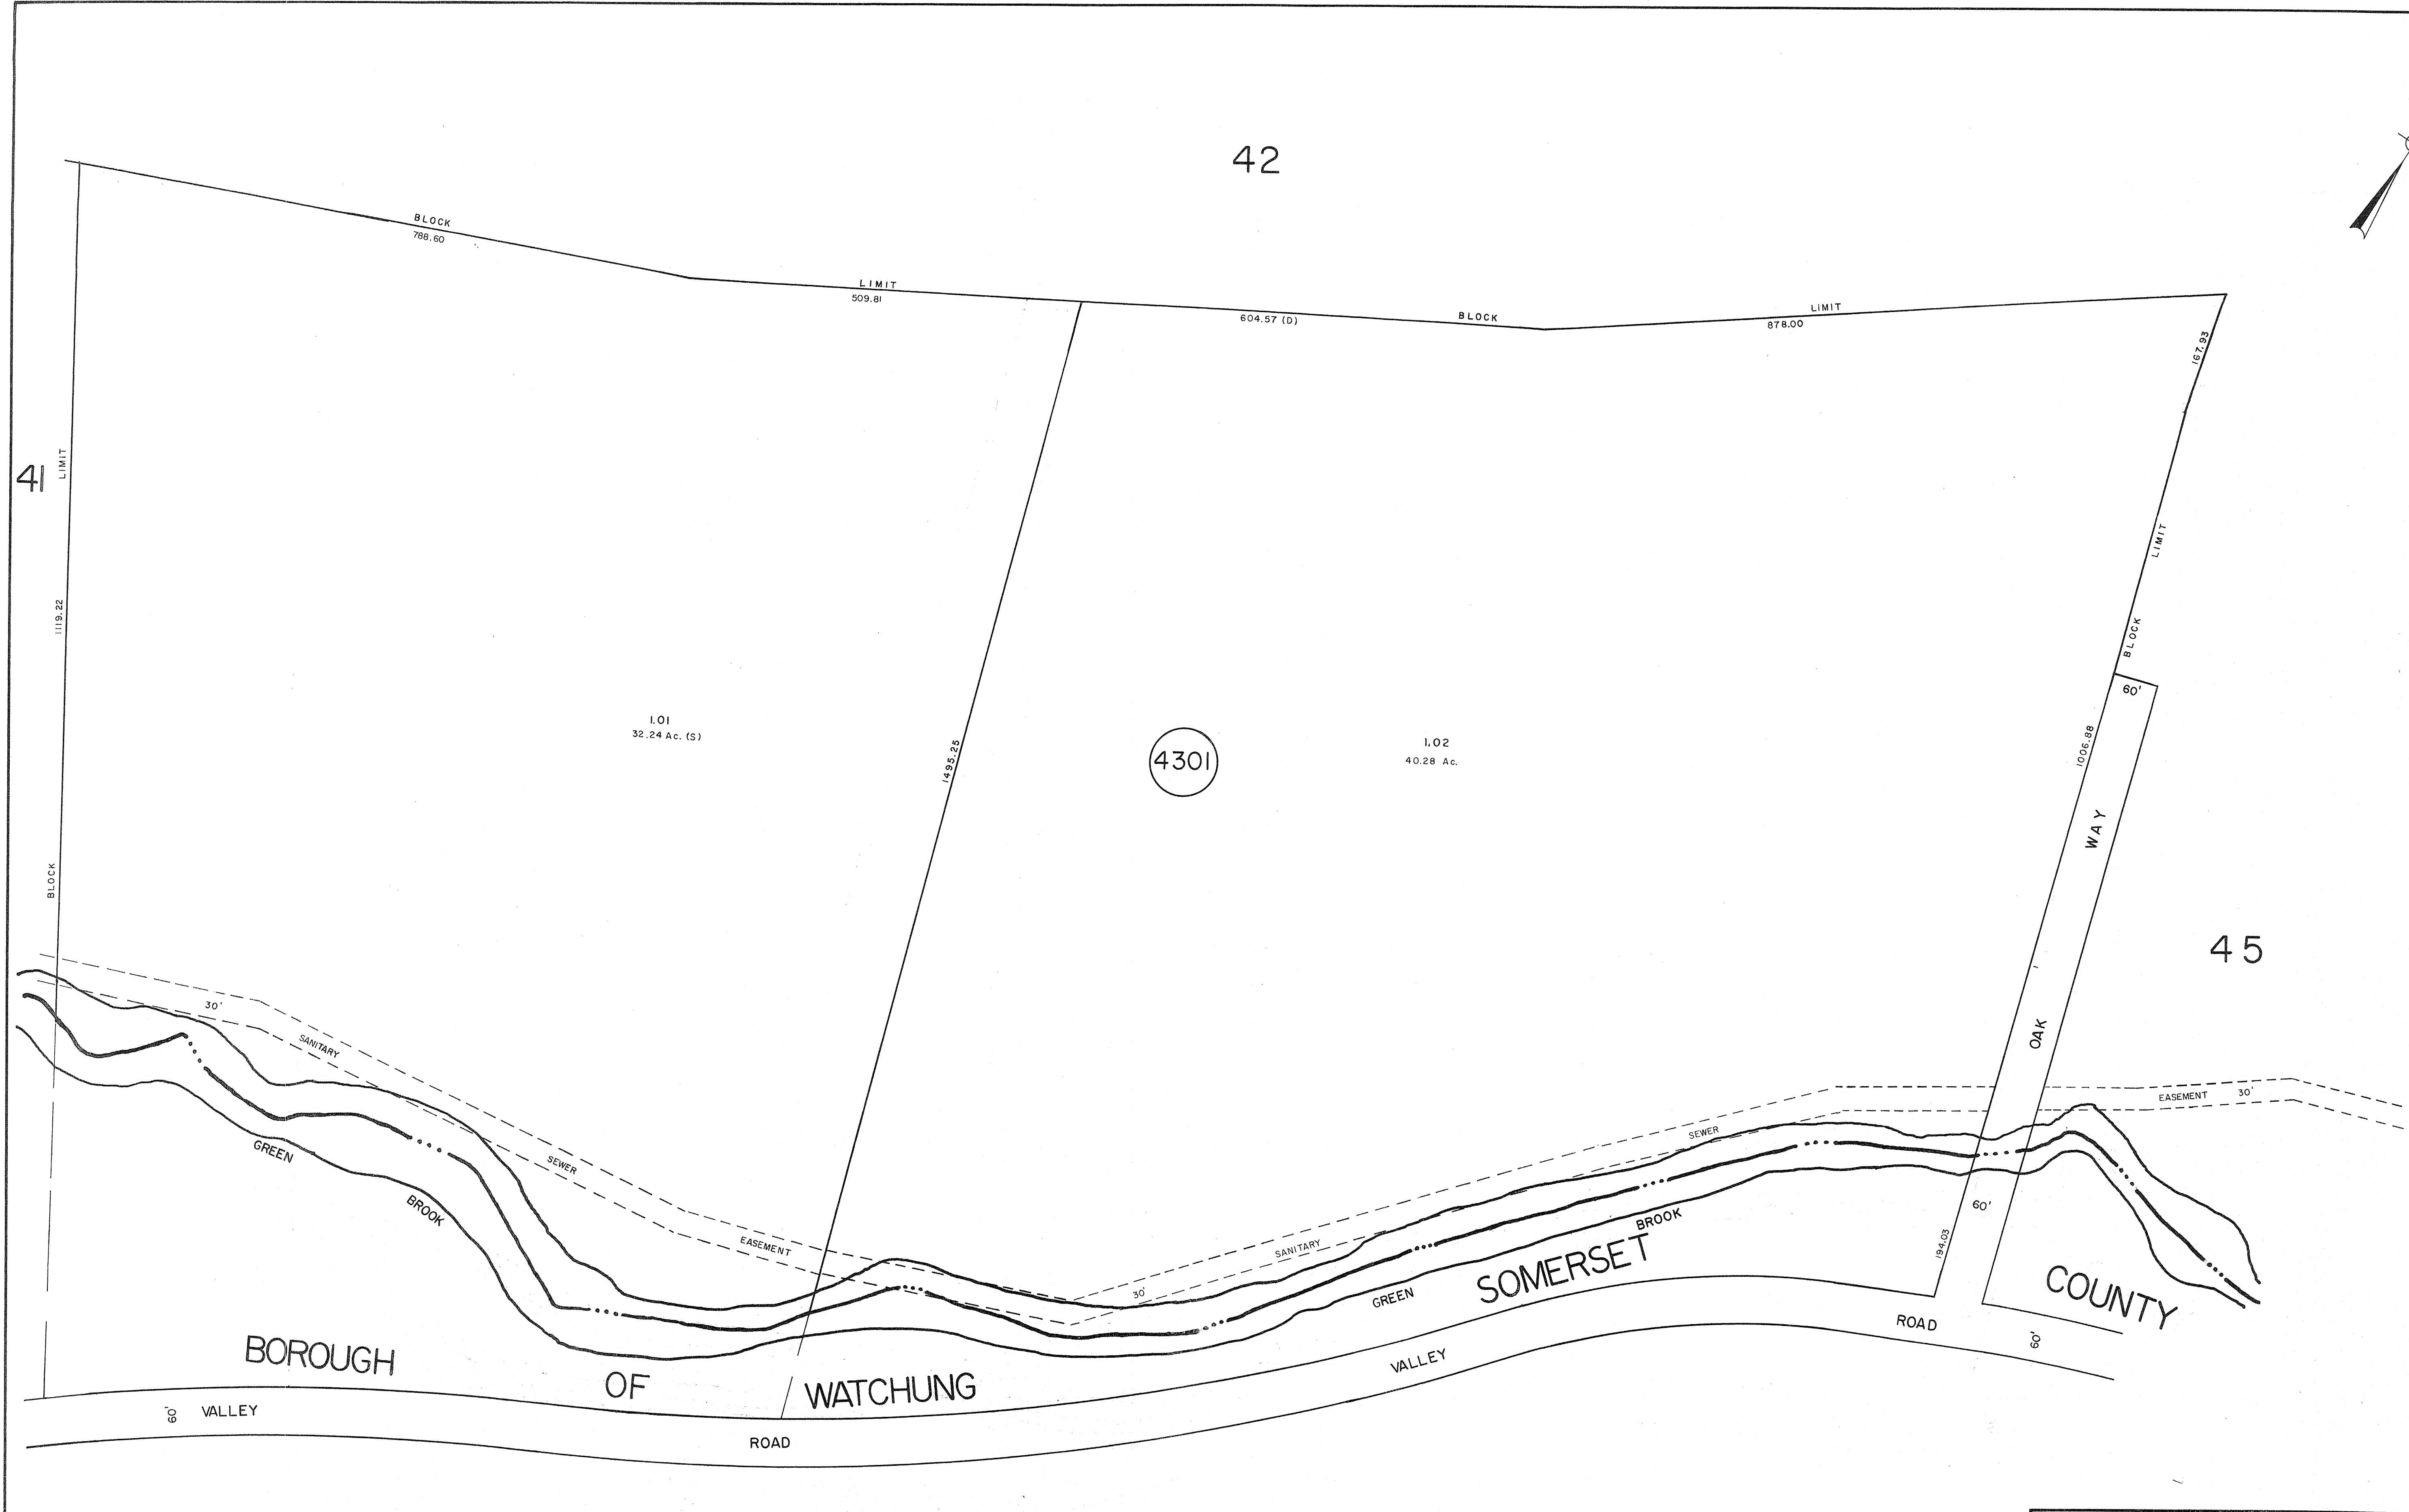 42
BLOCK
788.60
LIMIT
509.81
604.57 (D)
BLOCK
LIMIT
878.00
167.93
41
LIMIT
1119.22
BLOCK
LIMIT
BLOCK
60'
1.01
32.24 Ac. (S)
1495.25
4301
1.02
40.28 Ac.
1006.88
WAY
OAK
45
30'
SANITARY
SEWER
EASEMENT
30'
SANITARY
SEWER
EASEMENT 30'
GREEN
BROOK
GREEN
BROOK
60'
194.03
BOROUGH OF WATCHUNG
SOMERSET COUNTY
60' VALLEY
ROAD
VALLEY
ROAD
60'